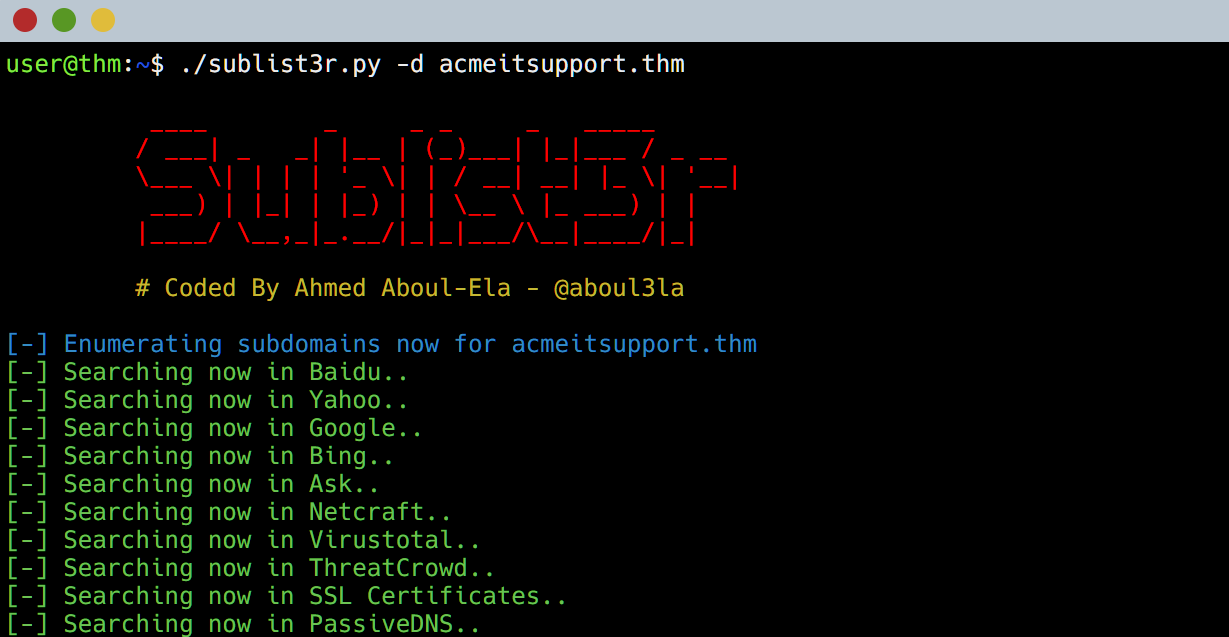 user@thm:~$ ./sublist3r.py -d acmeitsupport.thm
Sublist3r
# Coded By Ahmed Aboul-Ela - @aboul3la
[-] Enumerating subdomains now for acmeitsupport.thm
[-] Searching now in Baidu..
[-] Searching now in Yahoo..
[-] Searching now in Google..
[-] Searching now in Bing..
[-] Searching now in Ask..
[-] Searching now in Netcraft..
[-] Searching now in Virustotal..
[-] Searching now in ThreatCrowd..
[-] Searching now in SSL Certificates..
[-] Searching now in PassiveDNS..